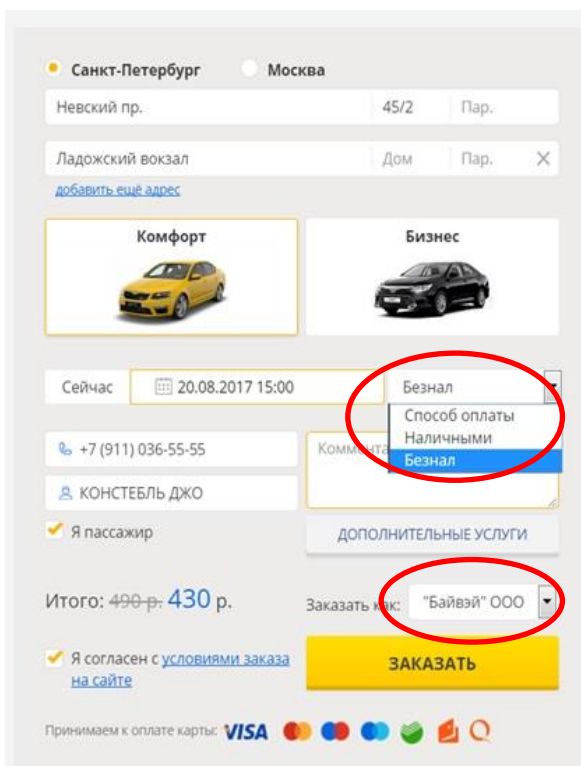 Санкт-Петербург Москва
Невский пр. 45/2 Пар.
Ладожский вокзал Дом Пар.
добавить ещё адрес
Комфорт Бизнес
Сейчас 20.08.2017 15:00 Безнал
Способ оплаты
Наличными
Безнал
+7 (911) 036-55-55 Коммента
КОНСТЕБЛЬ ДЖО
Я пассажир ДОПОЛНИТЕЛЬНЫЕ УСЛУГИ
Итого: 490 р. 430 р. Заказать как: "Байвэй" ООО
Я согласен с условиями заказа
на сайте
ЗАКАЗАТЬ
Принимаем к оплате карты: VISA